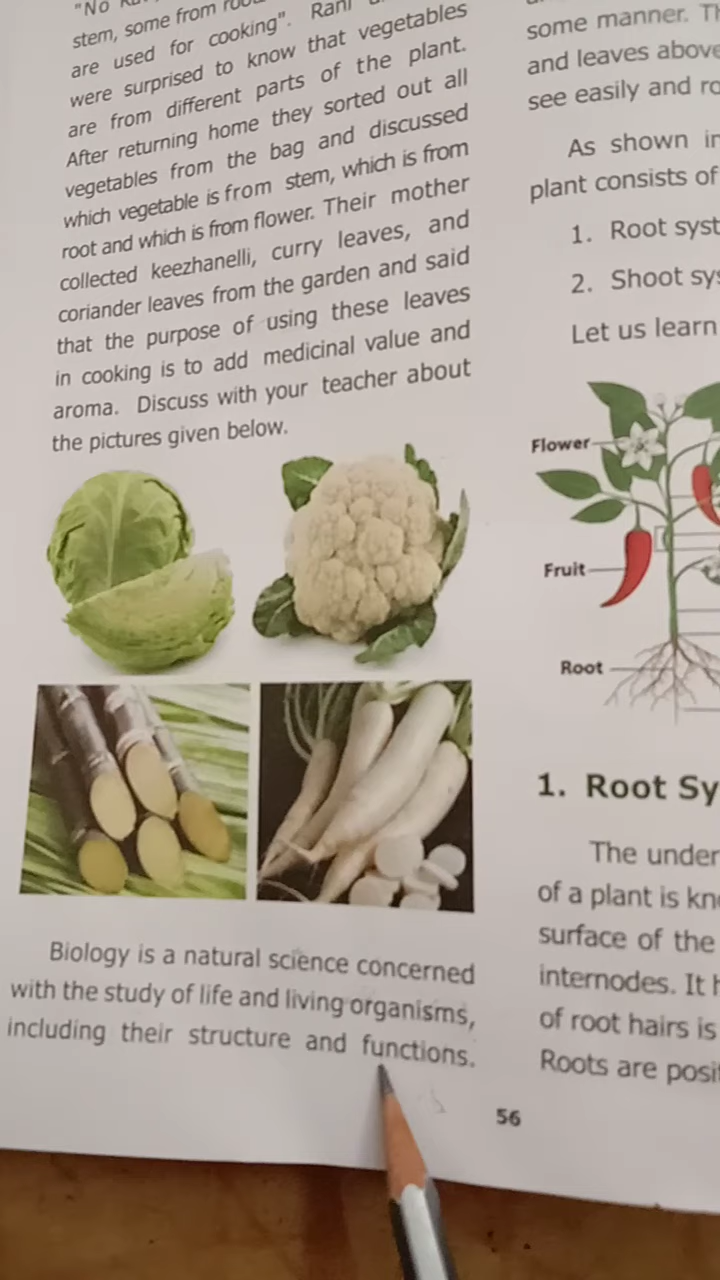 "No
stem, some from
are used for cooking". Rani
were surprised to know that vegetables
are from different parts of the plant.
After returning home they sorted out all
vegetables from the bag and discussed
which vegetable is from stem, which is from
root and which is from flower. Their mother
collected keezhanelli, curry leaves, and
coriander leaves from the garden and said
that the purpose of using these leaves
in cooking is to add medicinal value and
aroma. Discuss with your teacher about
the pictures given below.
Biology is a natural science concerned
with the study of life and living organisms,
including their structure and functions.
some manner.
and leaves above
see easily and
As shown
plant consists of
1. Root
2. Shoot
Let us learn
Flower
Fruit
Root
1. Root
The
of a plant is
surface of the
internodes. It
of root hairs is
Roots are
56